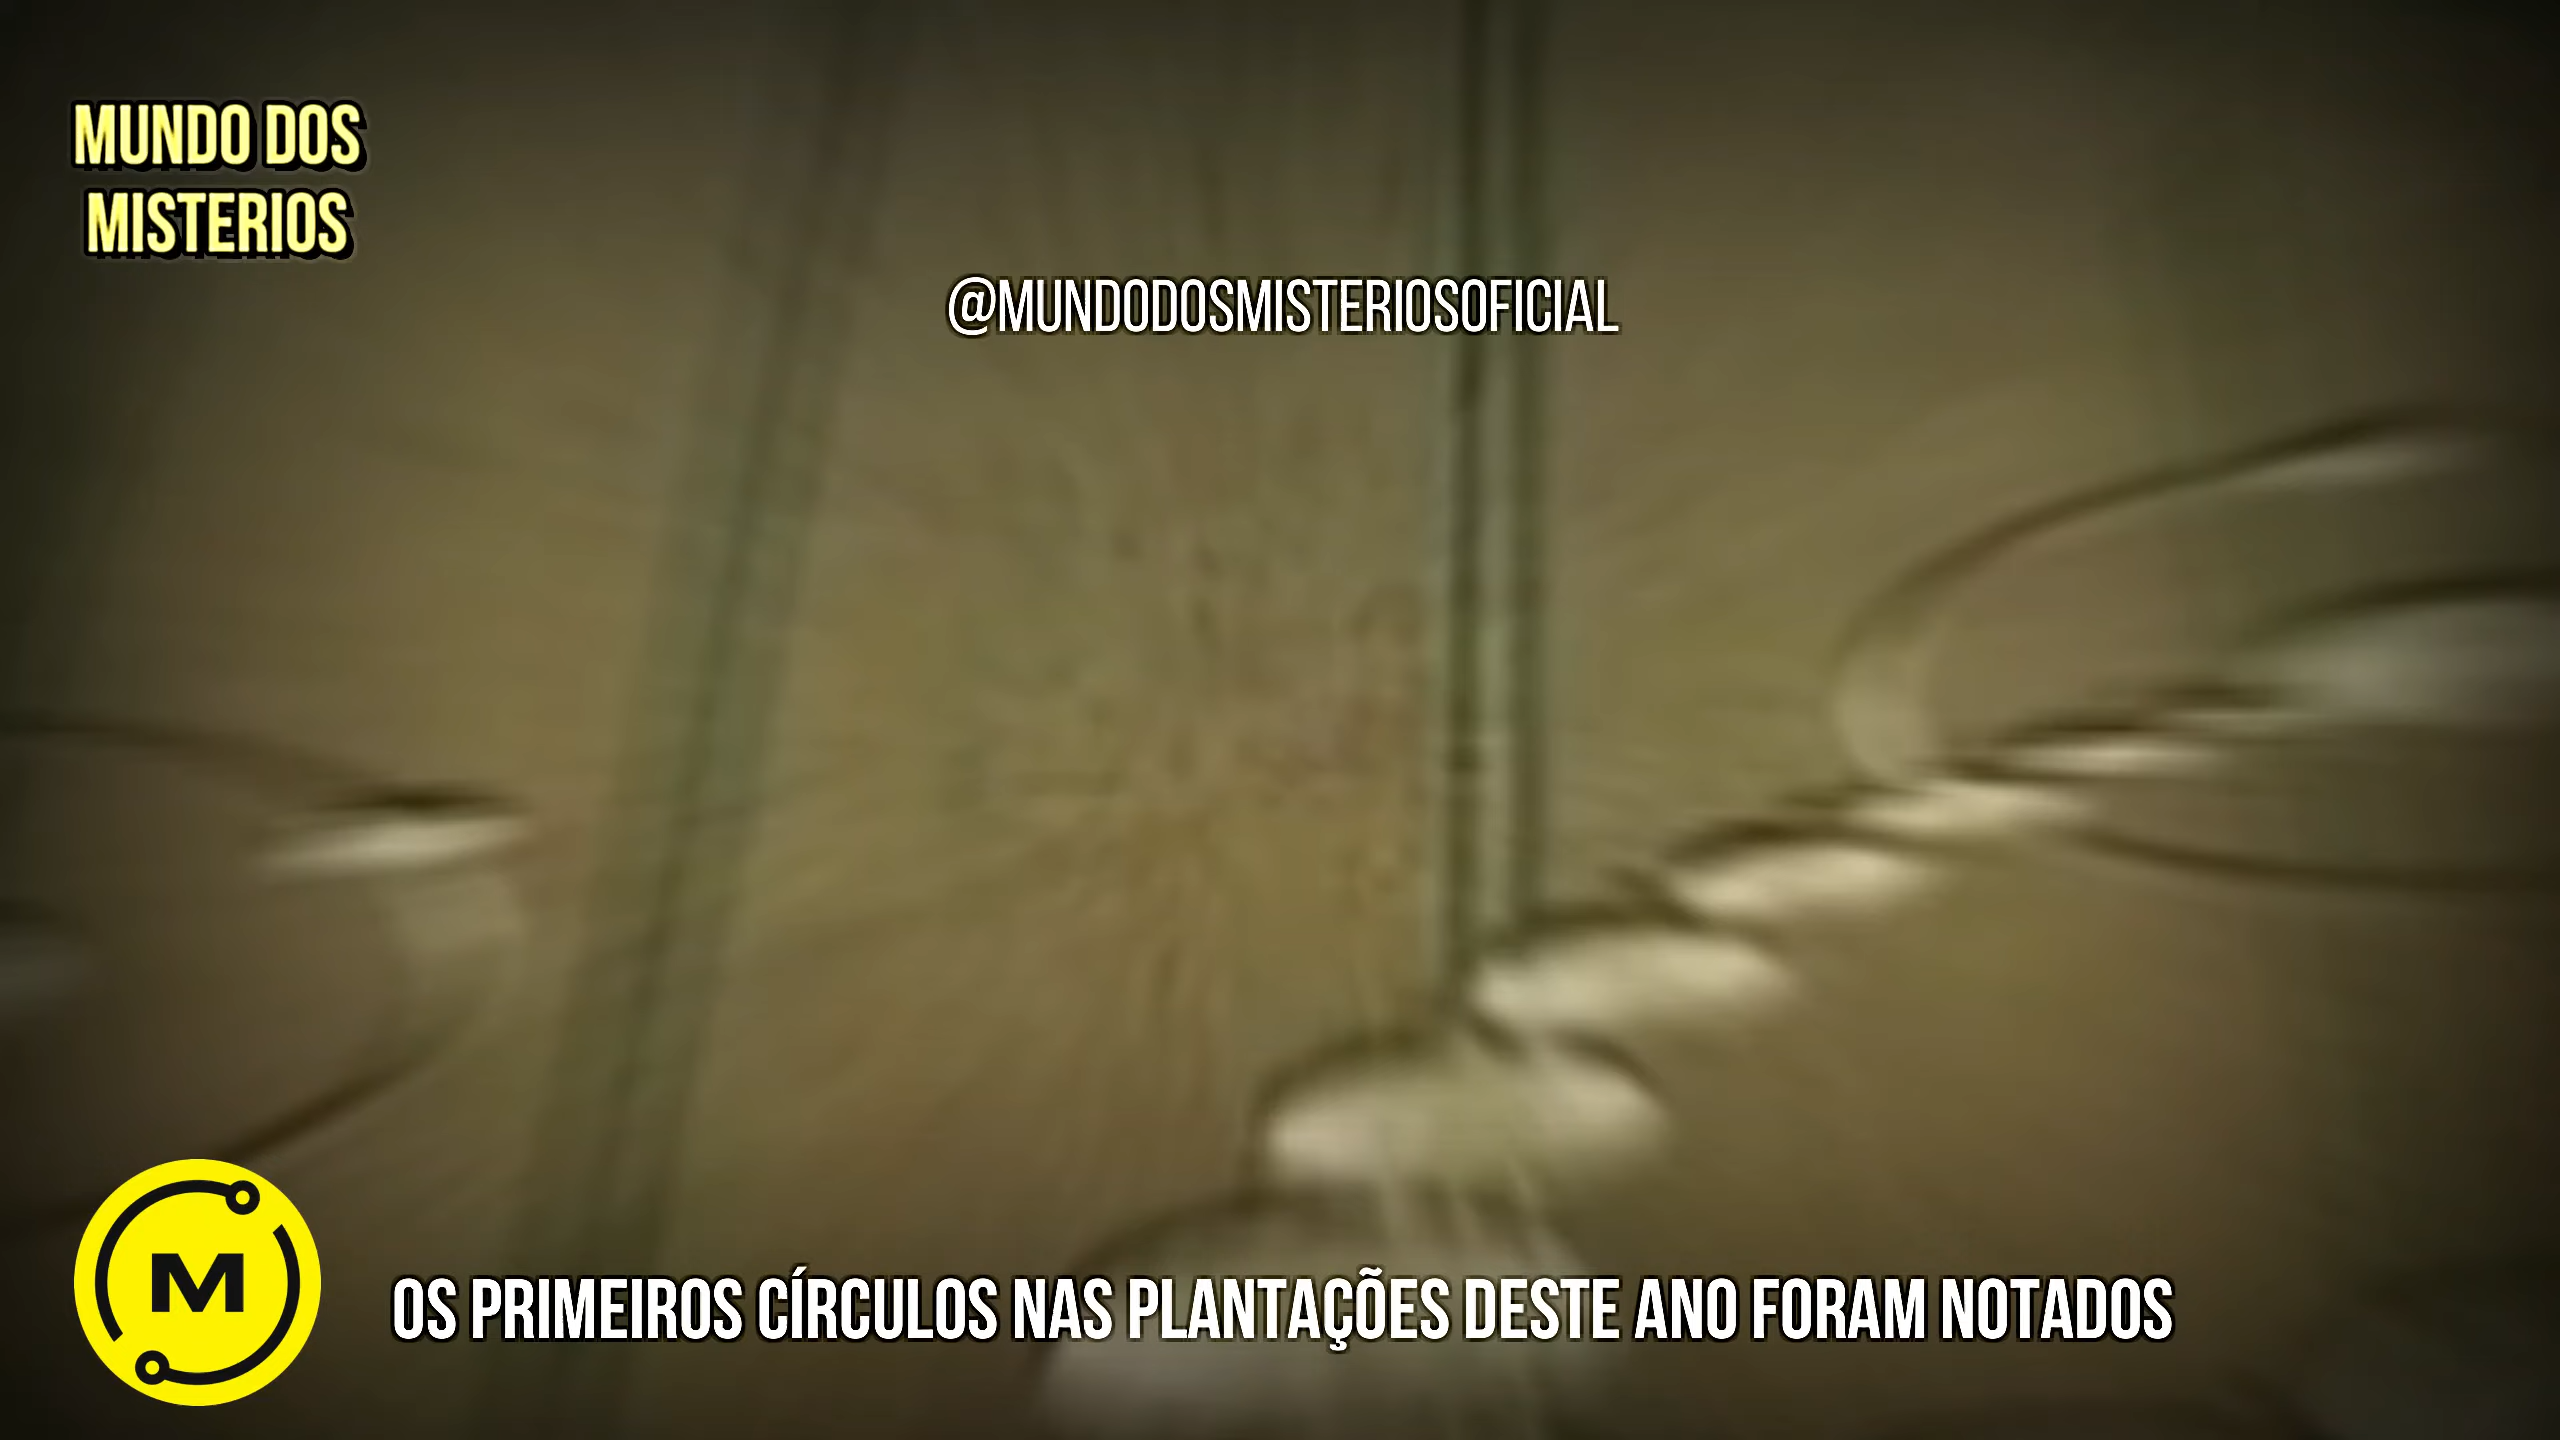 MUNDO DOS
MISTERIOS
@MUNDODOSMISTERIOSOFICIAL
M
OS PRIMEIROS CÍRCULOS NAS PLANTAÇÕES DESTE ANO FORAM NOTADOS